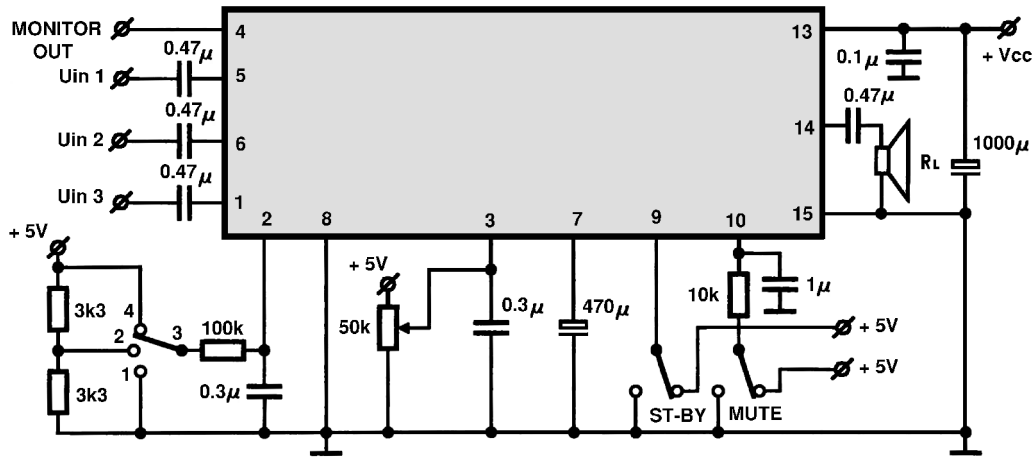 MONITOR
OUT
4
13
+ Vcc
0.47µ
Uin 1
5
0.1µ
0.47µ
Uin 2
6
0.47µ
14
RL
1000µ
0.47µ
Uin 3
1
2
8
3
7
9
10
15
+ 5V
+ 5V
3k3
4
2
3
1
100k
50k
0.3µ
470µ
10k
1µ
+ 5V
+ 5V
3k3
0.3µ
ST-BY
MUTE